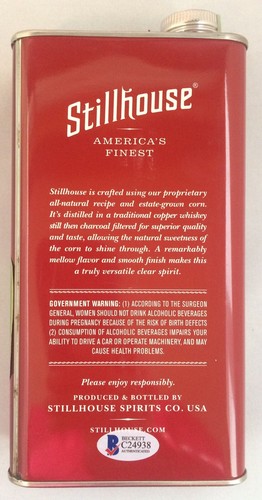 Stillhouse®
AMERICA'S
FINEST
Stillhouse is crafted using our proprietary
all-natural recipe and estate-grown corn.
It's distilled in a traditional copper whiskey
still then charcoal filtered for superior quality
and taste, allowing the natural sweetness of
the corn to shine through. A remarkably
mellow flavor and smooth finish makes this
a truly versatile clear spirit.
GOVERNMENT WARNING: (1) ACCORDING TO THE SURGEON
GENERAL, WOMEN SHOULD NOT DRINK ALCOHOLIC BEVERAGES
DURING PREGNANCY BECAUSE OF THE RISK OF BIRTH DEFECTS
(2) CONSUMPTION OF ALCOHOLIC BEVERAGES IMPAIRS YOUR
ABILITY TO DRIVE A CAR OR OPERATE MACHINERY, AND MAY
CAUSE HEALTH PROBLEMS.
Please enjoy responsibly.
PRODUCED & BOTTLED BY
STILLHOUSE SPIRITS CO. USA
STILLHOUSE.COM
BECKETT
C24938